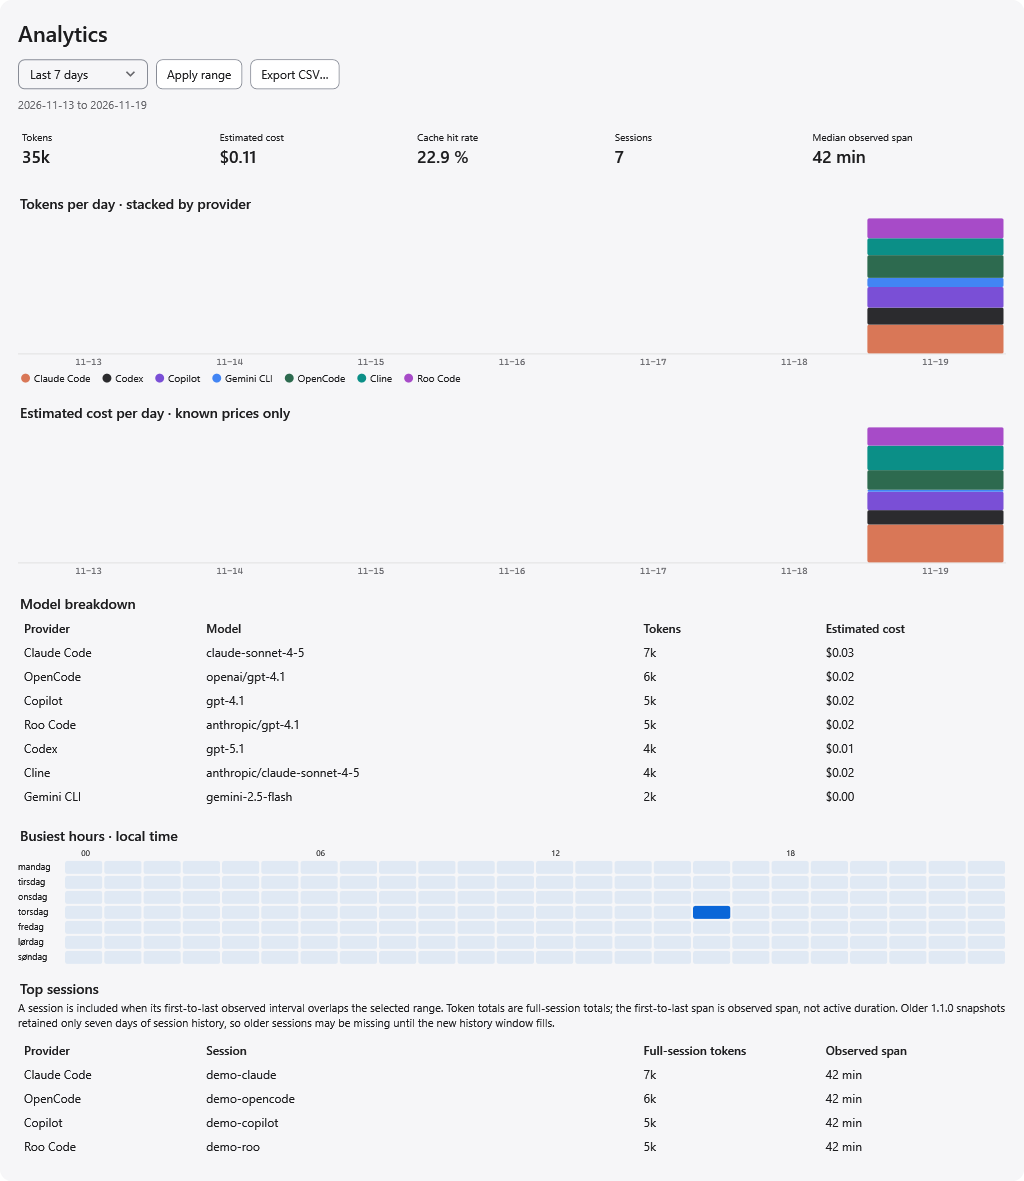 Analytics
Last 7 days
Apply range
Export CSV...
2026-11-13 to 2026-11-19
Tokens Estimated cost Cache hit rate Sessions Median observed span
35k $0.11 22.9 % 7 42 min
Tokens per day · stacked by provider
11-13 11-14 11-15 11-16 11-17 11-18 11-19
Claude Code Codex Copilot Gemini CLI OpenCode Cline Roo Code
Estimated cost per day · known prices only
11-13 11-14 11-15 11-16 11-17 11-18 11-19
Model breakdown
Provider Model Tokens Estimated cost
Claude Code claude-sonnet-4-5 7k $0.03
OpenCode openai/gpt-4.1 6k $0.02
Copilot gpt-4.1 5k $0.02
Roo Code anthropic/gpt-4.1 5k $0.02
Codex gpt-5.1 4k $0.01
Cline anthropic/claude-sonnet-4-5 4k $0.02
Gemini CLI gemini-2.5-flash 2k $0.00
Busiest hours · local time
00 06 12 18
mandag
tirsdag
onsdag
torsdag
fredag
lørdag
søndag
Top sessions
A session is included when its first-to-last observed interval overlaps the selected range. Token totals are full-session totals; the first-to-last span is observed span, not active duration. Older 1.1.0 snapshots
retained only seven days of session history, so older sessions may be missing until the new history window fills.
Provider Session Full-session tokens Observed span
Claude Code demo-claude 7k 42 min
OpenCode demo-opencode 6k 42 min
Copilot demo-copilot 5k 42 min
Roo Code demo-roo 5k 42 min